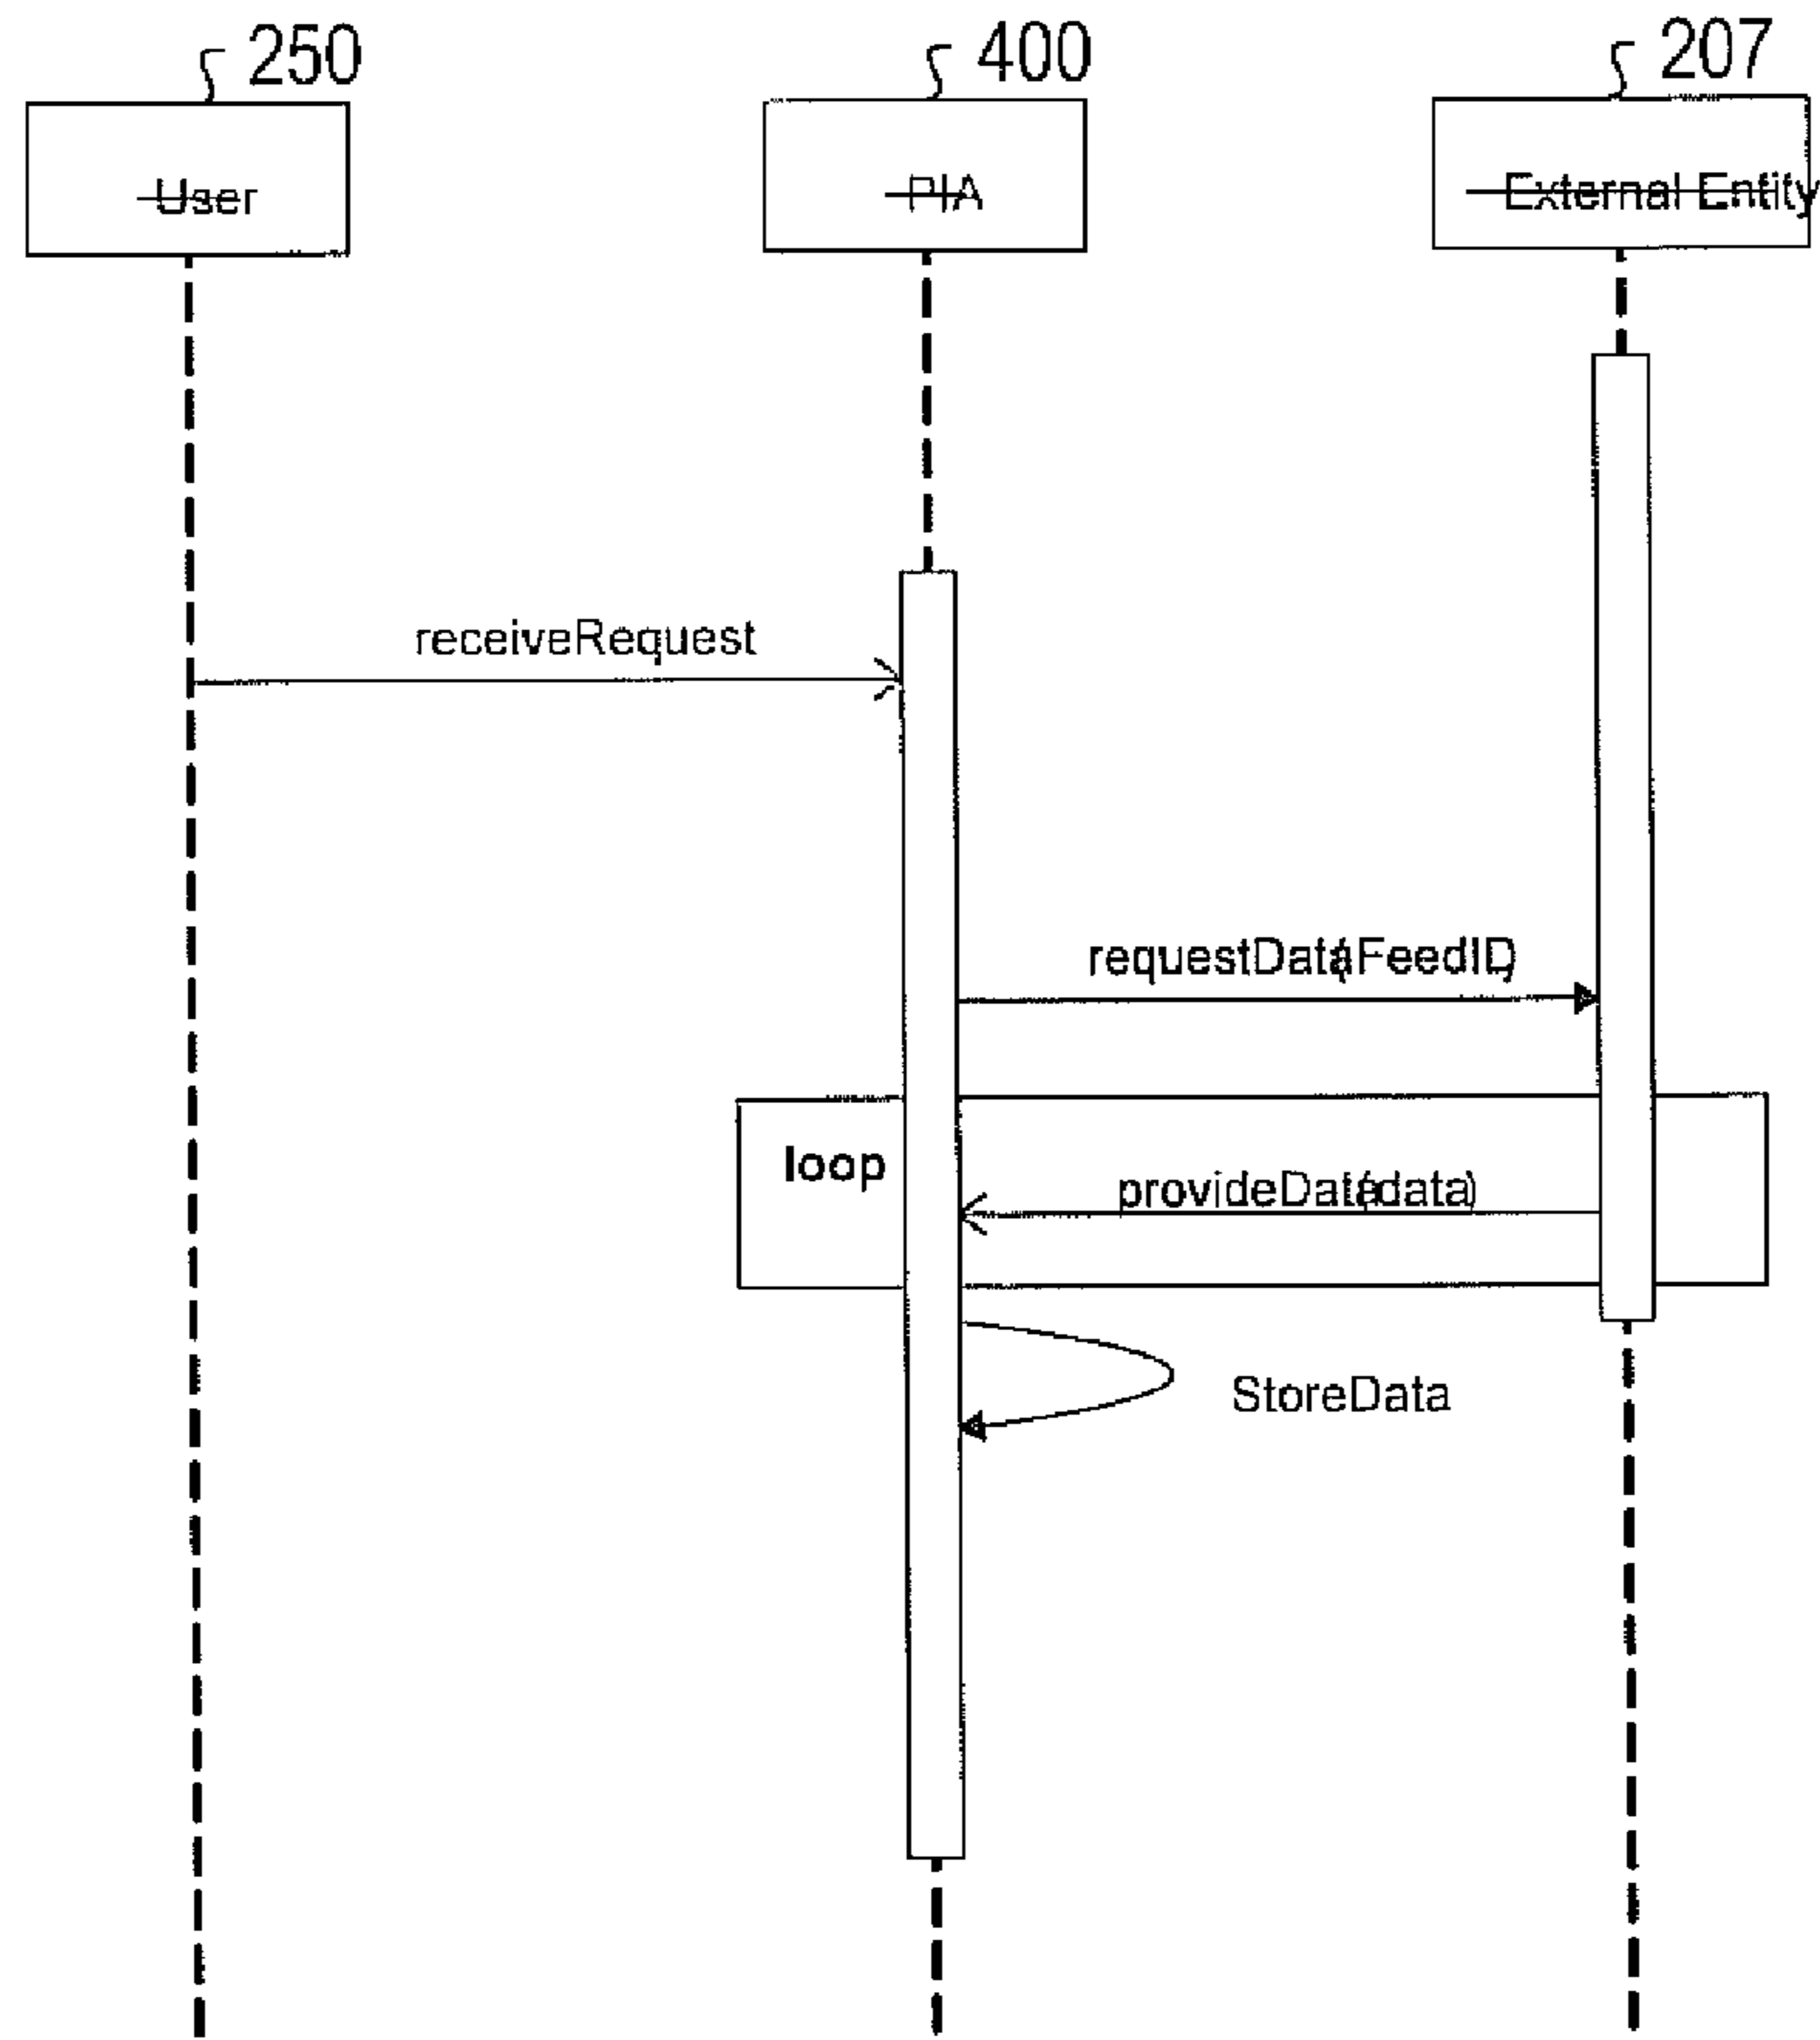 250
400
207
User
PIA
External Entity
receiveRequest
requestData(FeedID)
loop
provideData(data)
StoreData